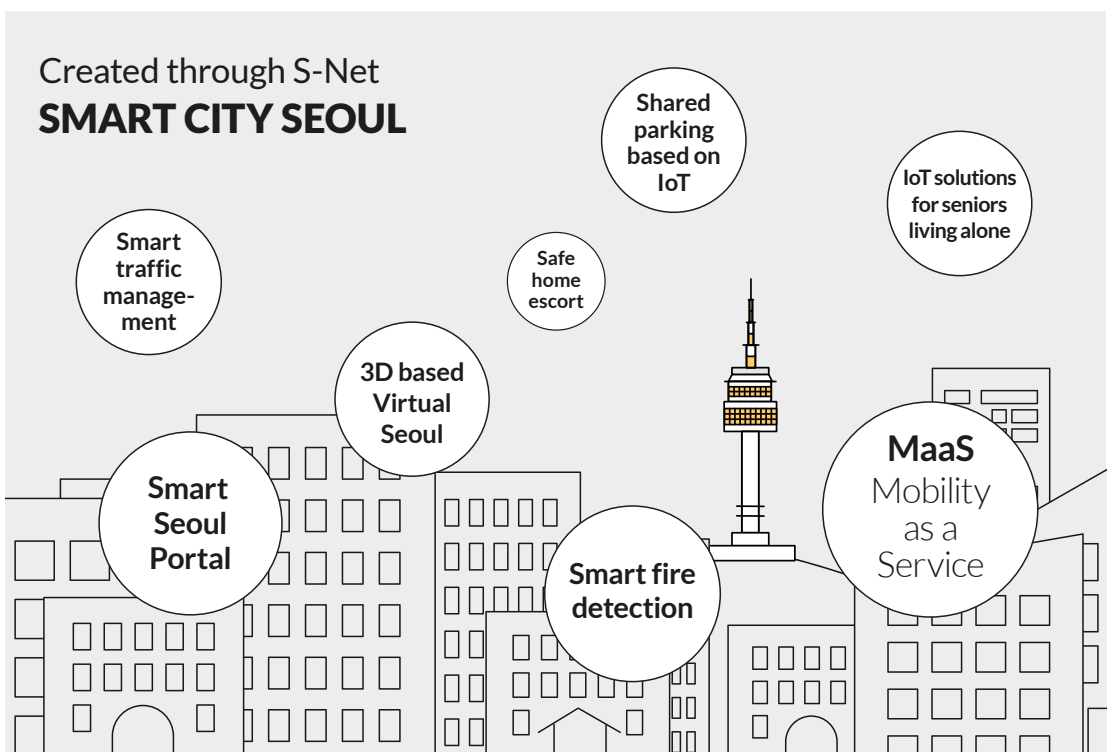 Created through S-Net
SMART CITY SEOUL
Shared
parking
based on
IoT
IoT solutions
for seniors
living alone
Smart
traffic
manage-
ment
Safe
home
escort
3D based
Virtual
Seoul
MaaS
Mobility
as a
Service
Smart
Seoul
Portal
Smart fire
detection